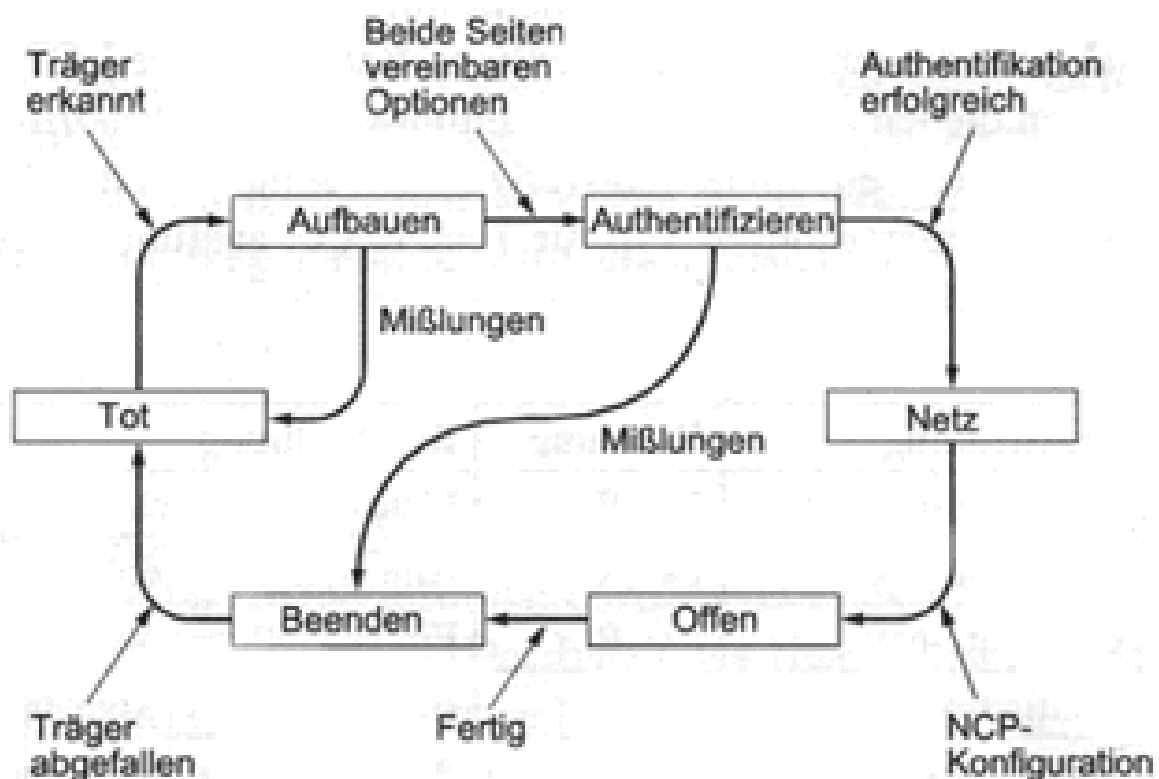 Träger
erkannt
Beide Seiten
vereinbaren
Optionen
Authentifikation
erfolgreich
Aufbauen
Authentifizieren
Mißlungen
Tot
Mißlungen
Netz
Beenden
Offen
Träger
abgefallen
Fertig
NCP-
Konfiguration